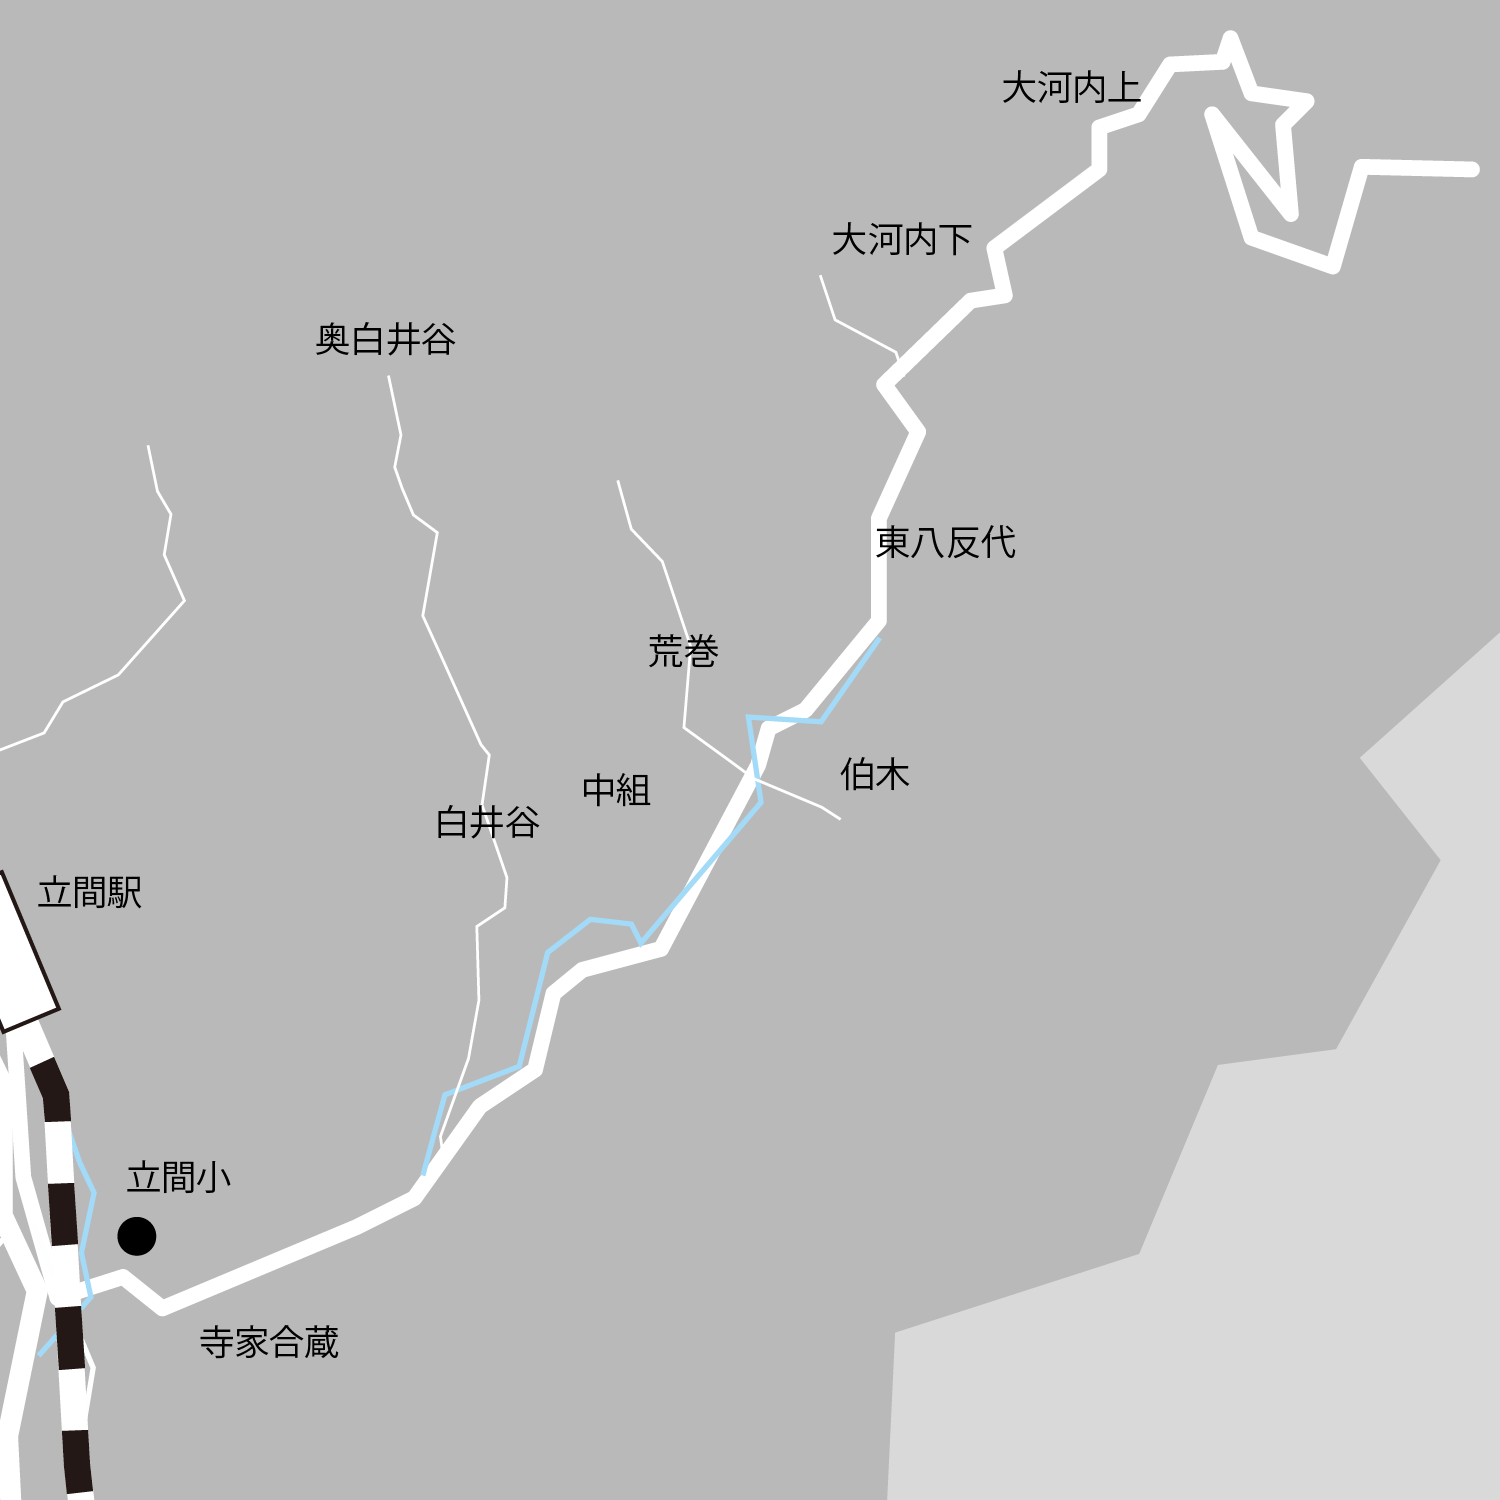 大河内上
大河内下
奥白井谷
東八反代
荒巻
伯木
中組
白井谷
立間駅
立間小
寺家合蔵